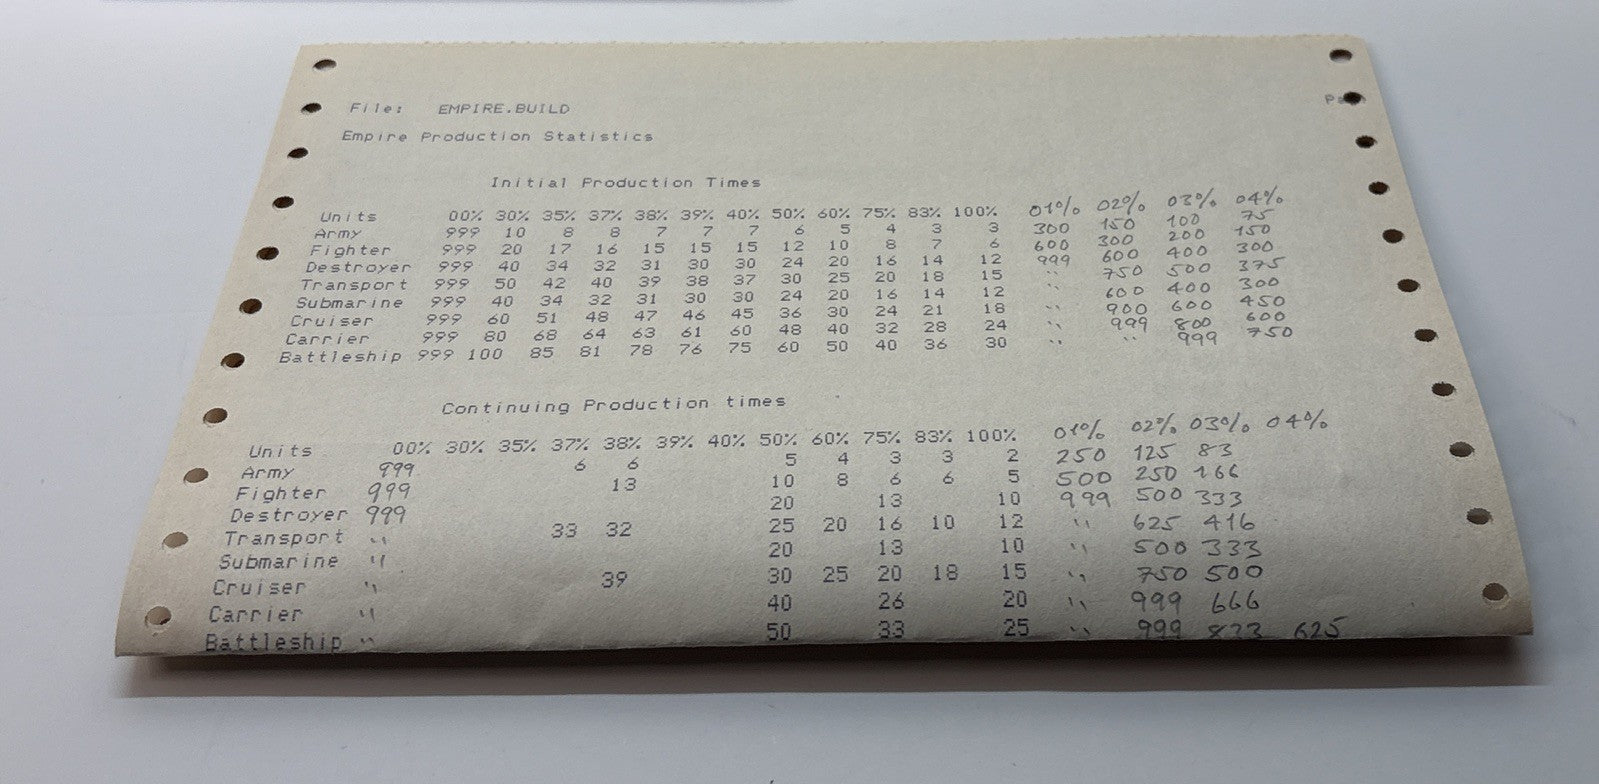 File: EMPIRE.BUILD
Empire Production Statistics
Initial Production Times
Units 00% 30% 35% 37% 38% 39% 40% 50% 60% 75% 83% 100% 01% 02% 03% 04%
Army 999 10 8 8 7 7 7 6 5 4 3 3 300 150 100 75
Fighter 999 20 17 16 15 15 15 12 10 8 7 6 600 300 200 150
Destroyer 999 40 34 32 31 30 30 24 20 16 14 12 999 600 400 300
Transport 999 50 42 40 39 38 37 30 25 20 18 15 '' 750 500 375
Submarine 999 40 34 32 31 30 30 24 20 16 14 12 600 400 300
Cruiser 999 60 51 48 47 46 45 36 30 24 21 18 '' 900 600 450
Carrier 999 80 68 64 63 61 60 48 40 32 28 24 '' 999 800 600
Battleship 999 100 85 81 78 76 75 60 50 40 36 30 '' '' 999 750
Continuing Production times
Units 00% 30% 35% 37% 38% 39% 40% 50% 60% 75% 83% 100% 01% 02% 03% 04%
Army 999 6 6 5 4 3 3 2 250 125 83
Fighter 999 13 10 8 6 6 5 500 250 166
Destroyer 999 20 13 10 999 500 333
Transport '' 33 32 25 20 16 10 12 '' 625 416
Submarine '' 20 13 10 '' 500 333
Cruiser '' 39 30 25 20 18 15 '' 750 500
Carrier '' 40 26 20 '' 999 666
Battleship '' 50 33 25 '' 999 833 625